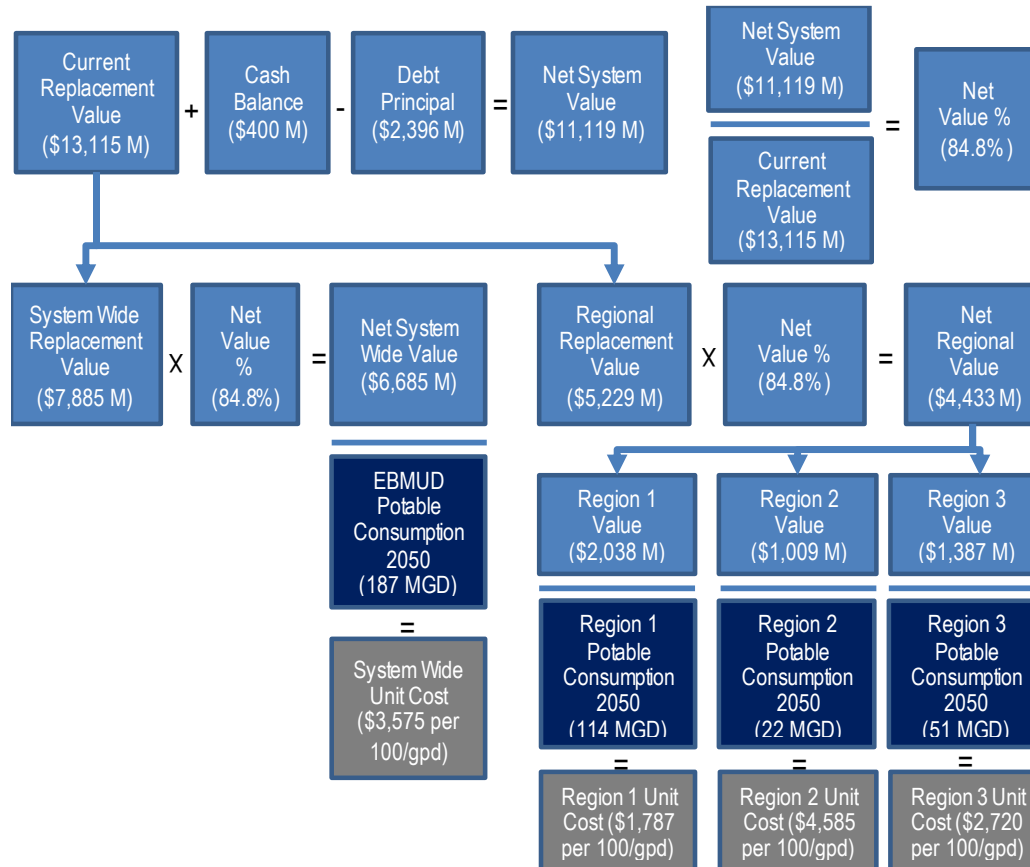 Current
Replacement
Value
($13,115 M)
+
Cash
Balance
($400 M)
-
Debt
Principal
($2,396 M)
=
Net System
Value
($11,119 M)
Net System
Value
($11,119 M)
Current
Replacement
Value
($13,115 M)
=
Net
Value %
(84.8%)
System Wide
Replacement
Value
($7,885 M)
X
Net
Value
%
(84.8%)
=
Net System
Wide Value
($6,685 M)
Regional
Replacement
Value
($5,229 M)
X
Net
Value %
(84.8%)
=
Net
Regional
Value
($4,433 M)
EBMUD
Potable
Consumption
2050
(187 MGD)
=
System Wide
Unit Cost
($3,575 per
100/gpd)
Region 1
Value
($2,038 M)
Region 2
Value
($1,009 M)
Region 3
Value
($1,387 M)
Region 1
Potable
Consumption
2050
(114 MGD)
Region 2
Potable
Consumption
2050
(22 MGD)
Region 3
Potable
Consumption
2050
(51 MGD)
=
=
=
Region 1 Unit
Cost ($1,787
per 100/gpd)
Region 2 Unit
Cost ($4,585
per 100/gpd)
Region 3 Unit
Cost ($2,720
per 100/gpd)